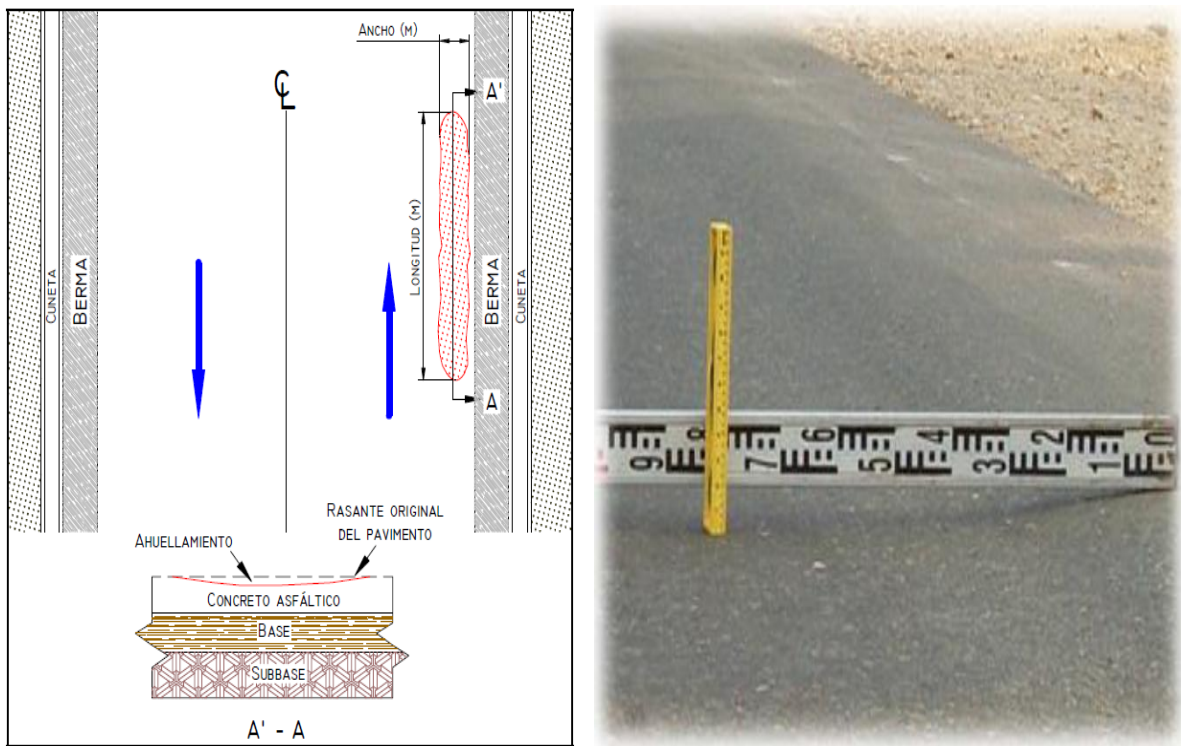 ANCHO (M)
A'
℄
LONGITUD (M)
CUNETA
BERMA
BERMA
CUNETA
A
RASANTE ORIGINAL
DEL PAVIMENTO
AHUELLAMIENTO
CONCRETO ASFÁLTICO
BASE
SUBBASE
A' - A
9 8 7 6 5 4 3 2 1 0